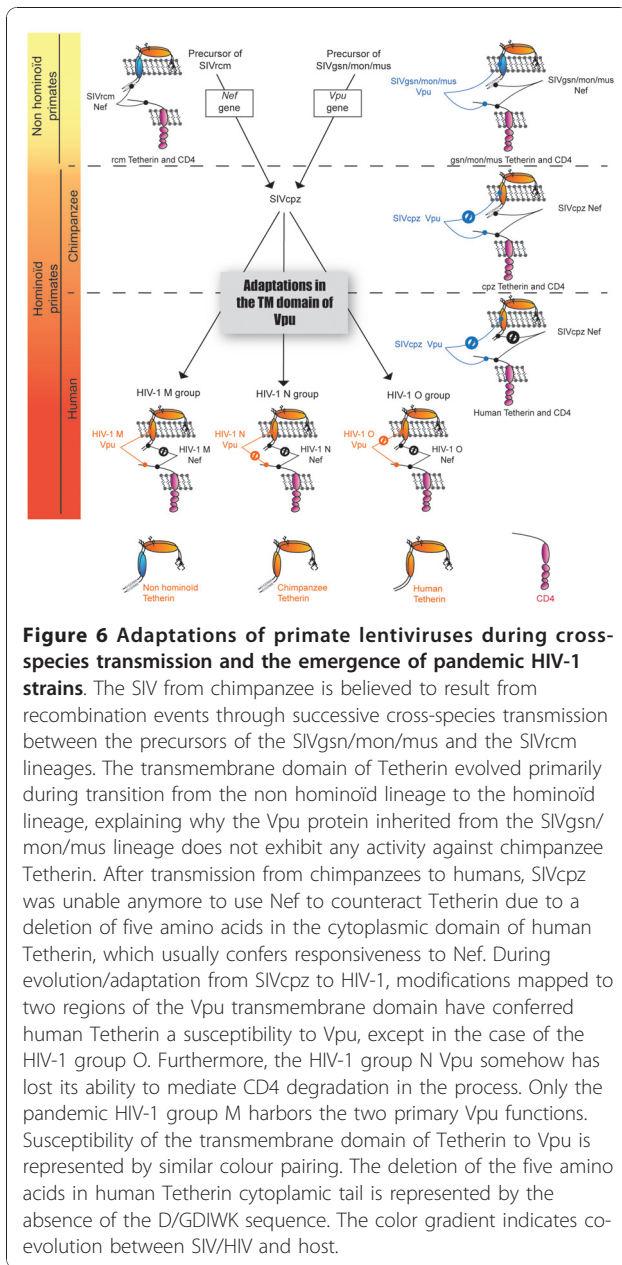 Non hominoïd
primates
Hominoïd
primates
Chimpanzee
Human
SIVrcm
Nef
rcm Tetherin and CD4
Precursor of
SIVrcm
Nef
gene
Precursor of
SIVgsn/mon/mus
Vpu
gene
SIVgsn/mon/mus
Vpu
SIVgsn/mon/mus
Nef
gsn/mon/mus Tetherin and CD4
SIVcpz
SIVcpz Vpu
SIVcpz Nef
cpz Tetherin and CD4
Adaptations in
the TM domain of
Vpu
SIVcpz Vpu
SIVcpz Nef
Human Tetherin and CD4
HIV-1 M group
HIV-1 M
Vpu
HIV-1 M
Nef
HIV-1 N group
HIV-1 N
Vpu
HIV-1 N
Nef
HIV-1 O group
HIV-1 O
Vpu
HIV-1 O
Nef
Non hominoïd
Tetherin
Chimpanzee
Tetherin
Human
Tetherin
CD4
Figure 6 Adaptations of primate lentiviruses during cross-
species transmission and the emergence of pandemic HIV-1
strains. The SIV from chimpanzee is believed to result from
recombination events through successive cross-species transmission
between the precursors of the SIVgsn/mon/mus and the SIVrcm
lineages. The transmembrane domain of Tetherin evolved primarily
during transition from the non hominoïd lineage to the hominoïd
lineage, explaining why the Vpu protein inherited from the SIVgsn/
mon/mus lineage does not exhibit any activity against chimpanzee
Tetherin. After transmission from chimpanzees to humans, SIVcpz
was unable anymore to use Nef to counteract Tetherin due to a
deletion of five amino acids in the cytoplasmic domain of human
Tetherin, which usually confers responsiveness to Nef. During
evolution/adaptation from SIVcpz to HIV-1, modifications mapped to
two regions of the Vpu transmembrane domain have conferred
human Tetherin a susceptibility to Vpu, except in the case of the
HIV-1 group O. Furthermore, the HIV-1 group N Vpu somehow has
lost its ability to mediate CD4 degradation in the process. Only the
pandemic HIV-1 group M harbors the two primary Vpu functions.
Susceptibility of the transmembrane domain of Tetherin to Vpu is
represented by similar colour pairing. The deletion of the five amino
acids in human Tetherin cytoplamic tail is represented by the
absence of the D/GDIWK sequence. The color gradient indicates co-
evolution between SIV/HIV and host.